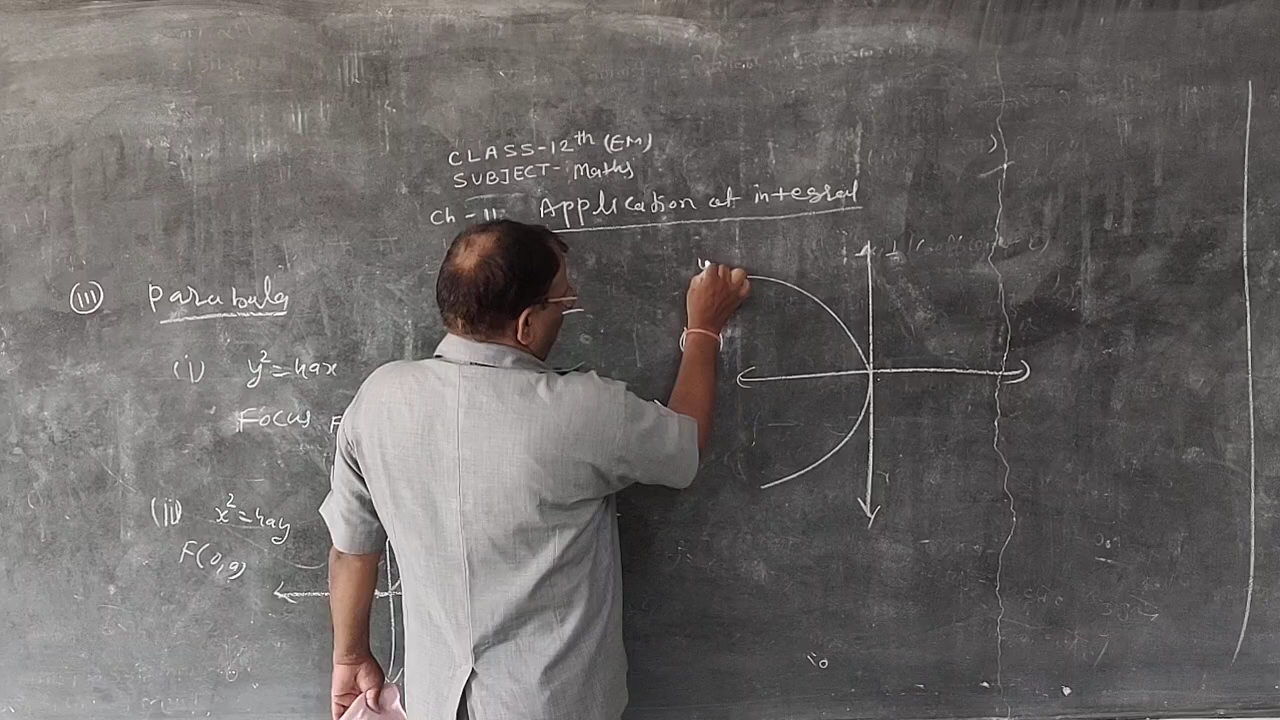 CLASS-12th (EM)
SUBJECT- Maths
Ch - 11 Application of integral
(iii) Parabola
(i) y²=4ax
Focus F
(ii) x²=4ay
F(0,a)